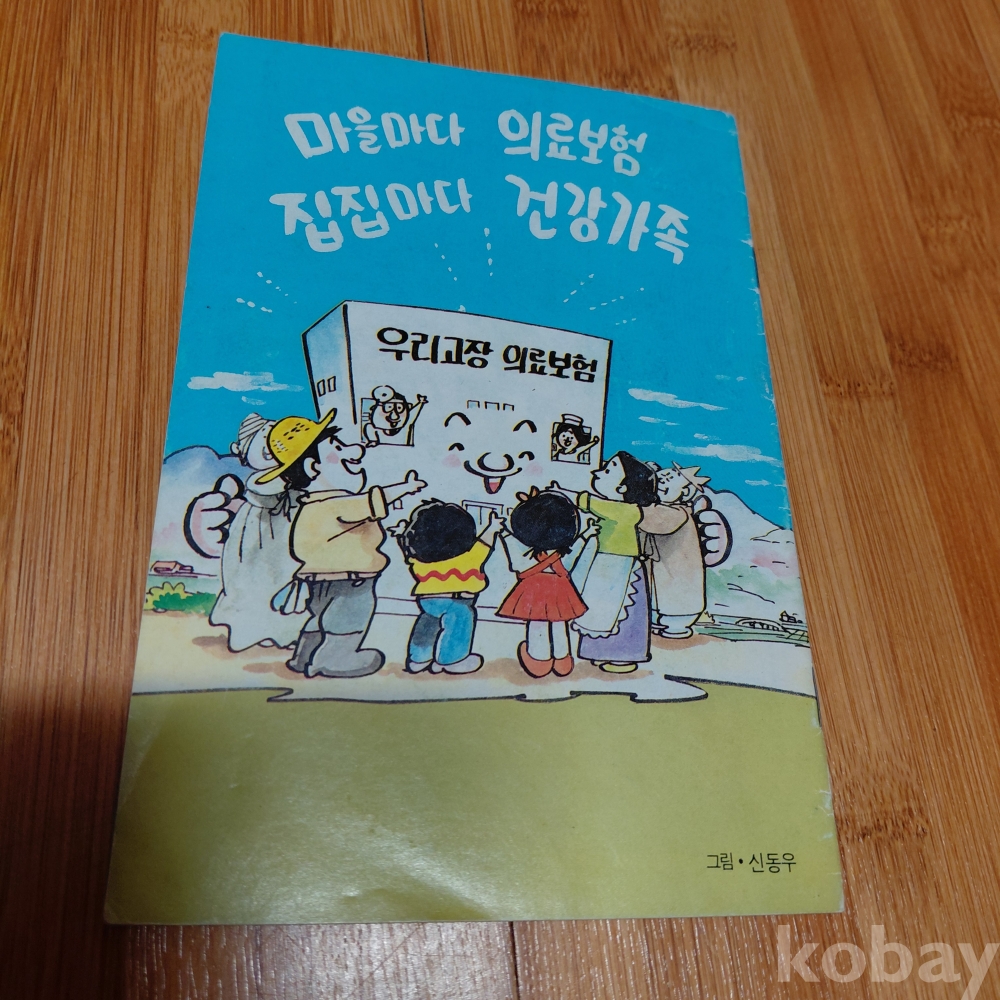 마을마다 의료보험
집집마다 건강가족
우리고장 의료보험
그림 • 신동우
kobay